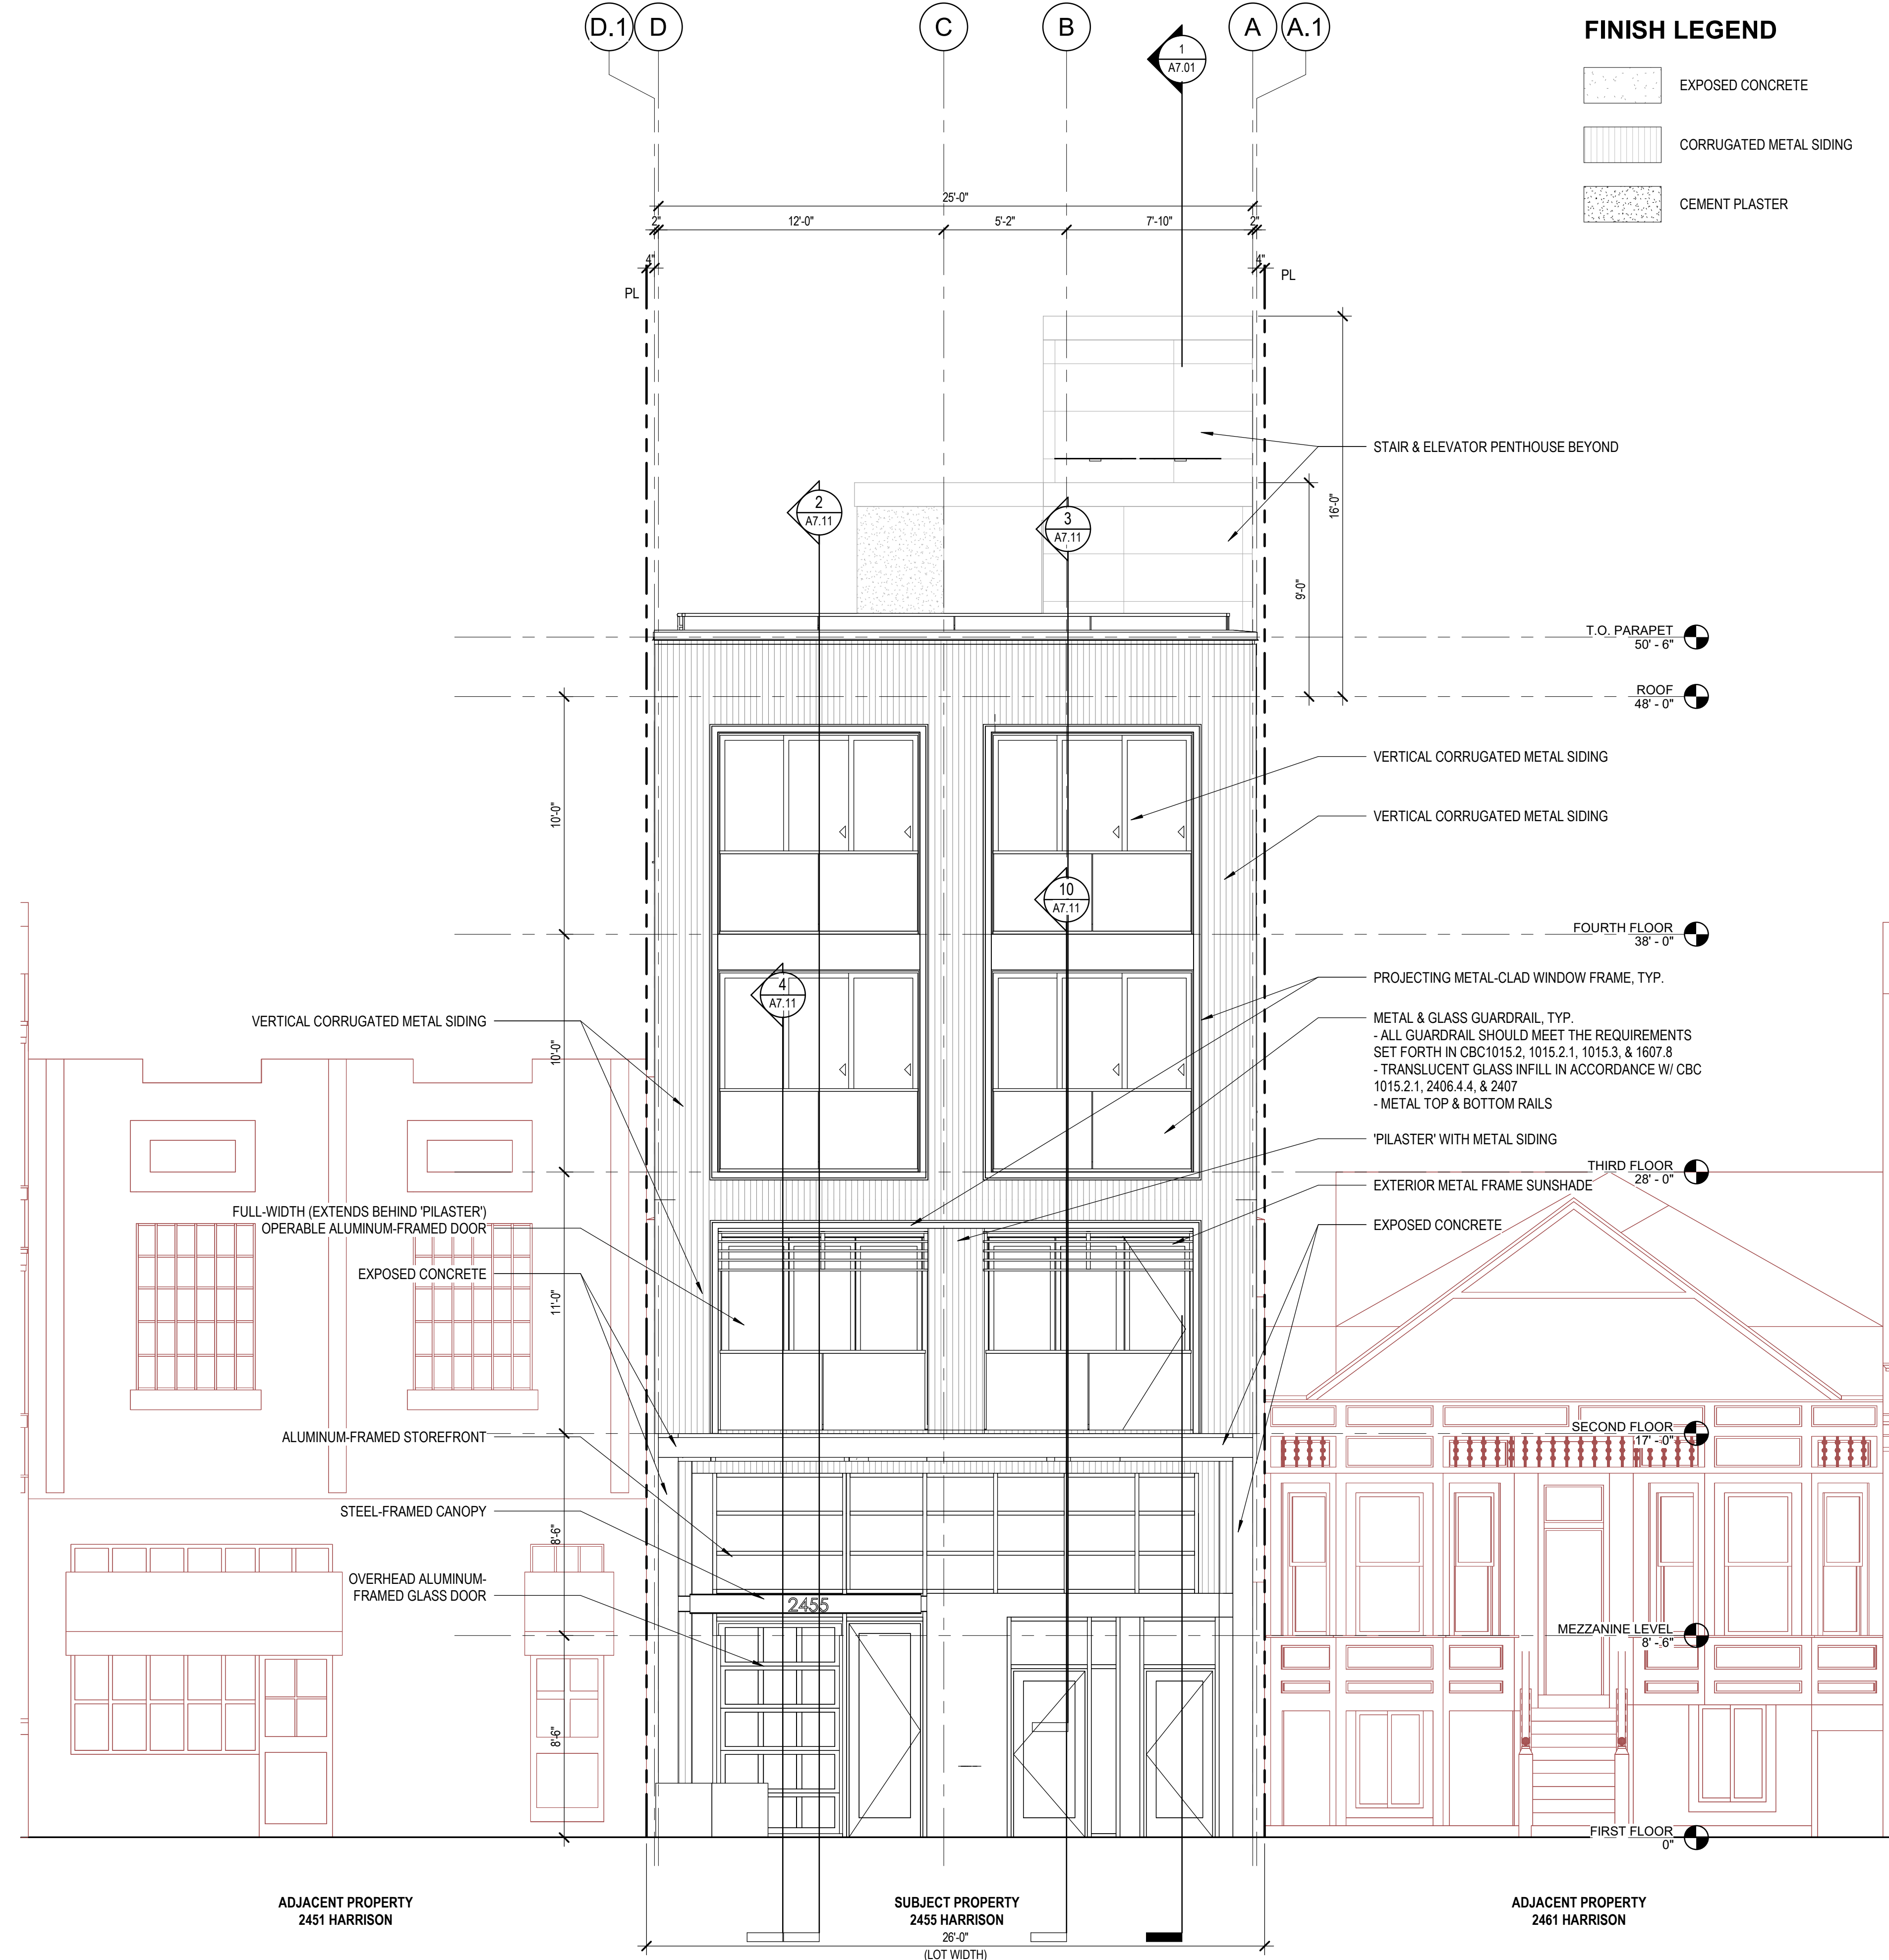 D.1
D
C
B
A
A.1
1
A7.01
FINISH LEGEND
EXPOSED CONCRETE
CORRUGATED METAL SIDING
CEMENT PLASTER
25'-0"
2"
12'-0"
5'-2"
7'-10"
2"
4"
4"
PL
PL
STAIR & ELEVATOR PENTHOUSE BEYOND
16'-0"
9'-0"
2
A7.11
3
A7.11
T.O. PARAPET
50' - 6"
ROOF
48' - 0"
VERTICAL CORRUGATED METAL SIDING
10'-0"
VERTICAL CORRUGATED METAL SIDING
10
A7.11
FOURTH FLOOR
38' - 0"
4
A7.11
PROJECTING METAL-CLAD WINDOW FRAME, TYP.
VERTICAL CORRUGATED METAL SIDING
10'-0"
METAL & GLASS GUARDRAIL, TYP.
- ALL GUARDRAIL SHOULD MEET THE REQUIREMENTS
SET FORTH IN CBC1015.2, 1015.2.1, 1015.3, & 1607.8
- TRANSLUCENT GLASS INFILL IN ACCORDANCE W/ CBC
1015.2.1, 2406.4.4, & 2407
- METAL TOP & BOTTOM RAILS
'PILASTER' WITH METAL SIDING
THIRD FLOOR
28' - 0"
EXTERIOR METAL FRAME SUNSHADE
FULL-WIDTH (EXTENDS BEHIND 'PILASTER')
OPERABLE ALUMINUM-FRAMED DOOR
EXPOSED CONCRETE
EXPOSED CONCRETE
11'-0"
ALUMINUM-FRAMED STOREFRONT
SECOND FLOOR
17' - 0"
STEEL-FRAMED CANOPY
8'-6"
OVERHEAD ALUMINUM-
FRAMED GLASS DOOR
2455
MEZZANINE LEVEL
8' - 6"
8'-6"
FIRST FLOOR
0"
ADJACENT PROPERTY
2451 HARRISON
SUBJECT PROPERTY
2455 HARRISON
26'-0"
(LOT WIDTH)
ADJACENT PROPERTY
2461 HARRISON